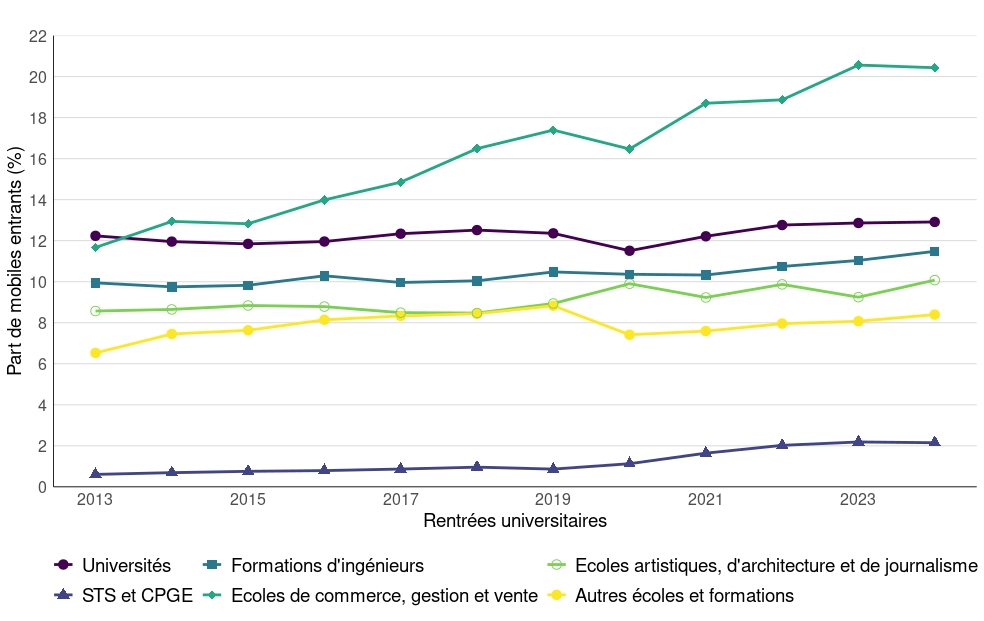 22
20
18
16
14
12
10
8
6
4
2
0
Part de mobiles entrants (%)
2013 2015 2017 2019 2021 2023
Rentrées universitaires
Universités Formations d'ingénieurs Ecoles artistiques, d'architecture et de journalisme
STS et CPGE Ecoles de commerce, gestion et vente Autres écoles et formations